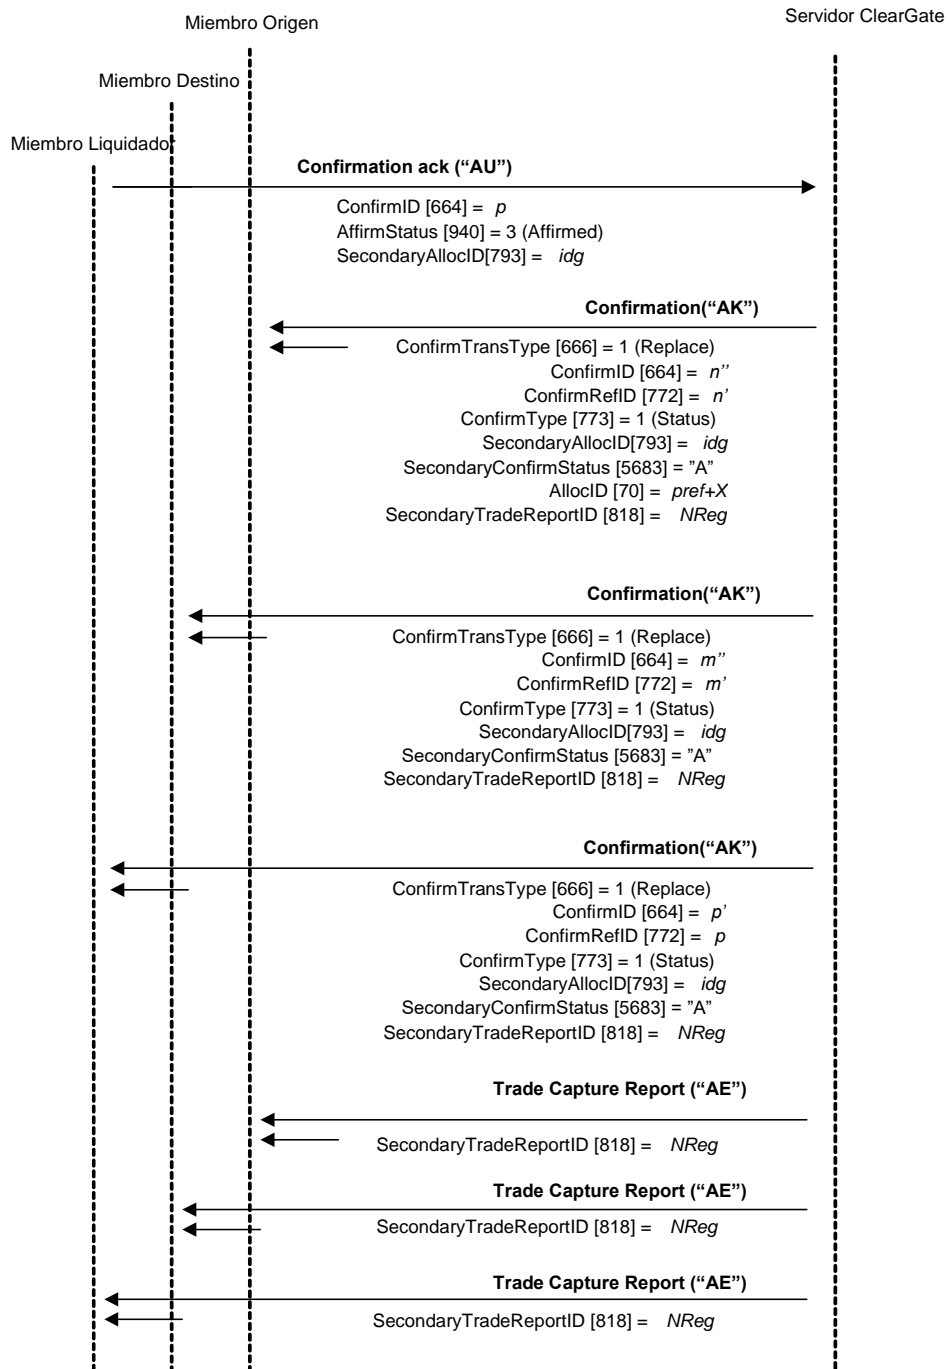 Servidor ClearGate
Miembro Origen
Miembro Destino
Miembro Liquidador
Confirmation ack (“AU”)
ConfirmID [664] = p
AffirmStatus [940] = 3 (Affirmed)
SecondaryAllocID[793] = idg
Confirmation(“AK”)
ConfirmTransType [666] = 1 (Replace)
ConfirmID [664] = n’’
ConfirmRefID [772] = n’
ConfirmType [773] = 1 (Status)
SecondaryAllocID[793] = idg
SecondaryConfirmStatus [5683] = ”A”
AllocID [70] = pref+X
SecondaryTradeReportID [818] = NReg
Confirmation(“AK”)
ConfirmTransType [666] = 1 (Replace)
ConfirmID [664] = m’’
ConfirmRefID [772] = m’
ConfirmType [773] = 1 (Status)
SecondaryAllocID[793] = idg
SecondaryConfirmStatus [5683] = ”A”
SecondaryTradeReportID [818] = NReg
Confirmation(“AK”)
ConfirmTransType [666] = 1 (Replace)
ConfirmID [664] = p’
ConfirmRefID [772] = p
ConfirmType [773] = 1 (Status)
SecondaryAllocID[793] = idg
SecondaryConfirmStatus [5683] = ”A”
SecondaryTradeReportID [818] = NReg
Trade Capture Report (“AE”)
SecondaryTradeReportID [818] = NReg
Trade Capture Report (“AE”)
SecondaryTradeReportID [818] = NReg
Trade Capture Report (“AE”)
SecondaryTradeReportID [818] = NReg